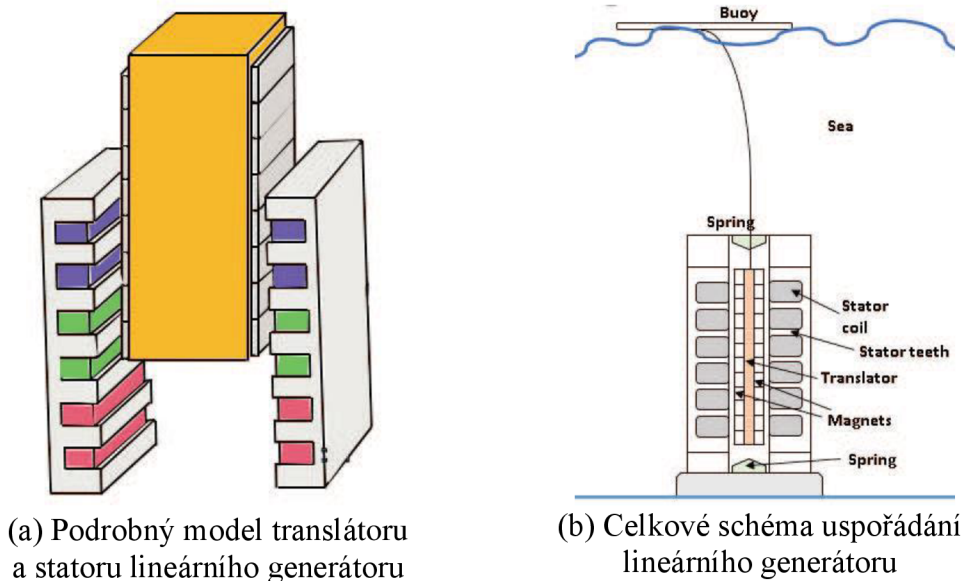 Buoy
Sea
Spring
Stator
coil
Stator teeth
Translator
Magnets
Spring
(a) Podrobný model translátoru
a statoru lineárního generátoru
(b) Celkové schéma uspořádání
lineárního generátoru